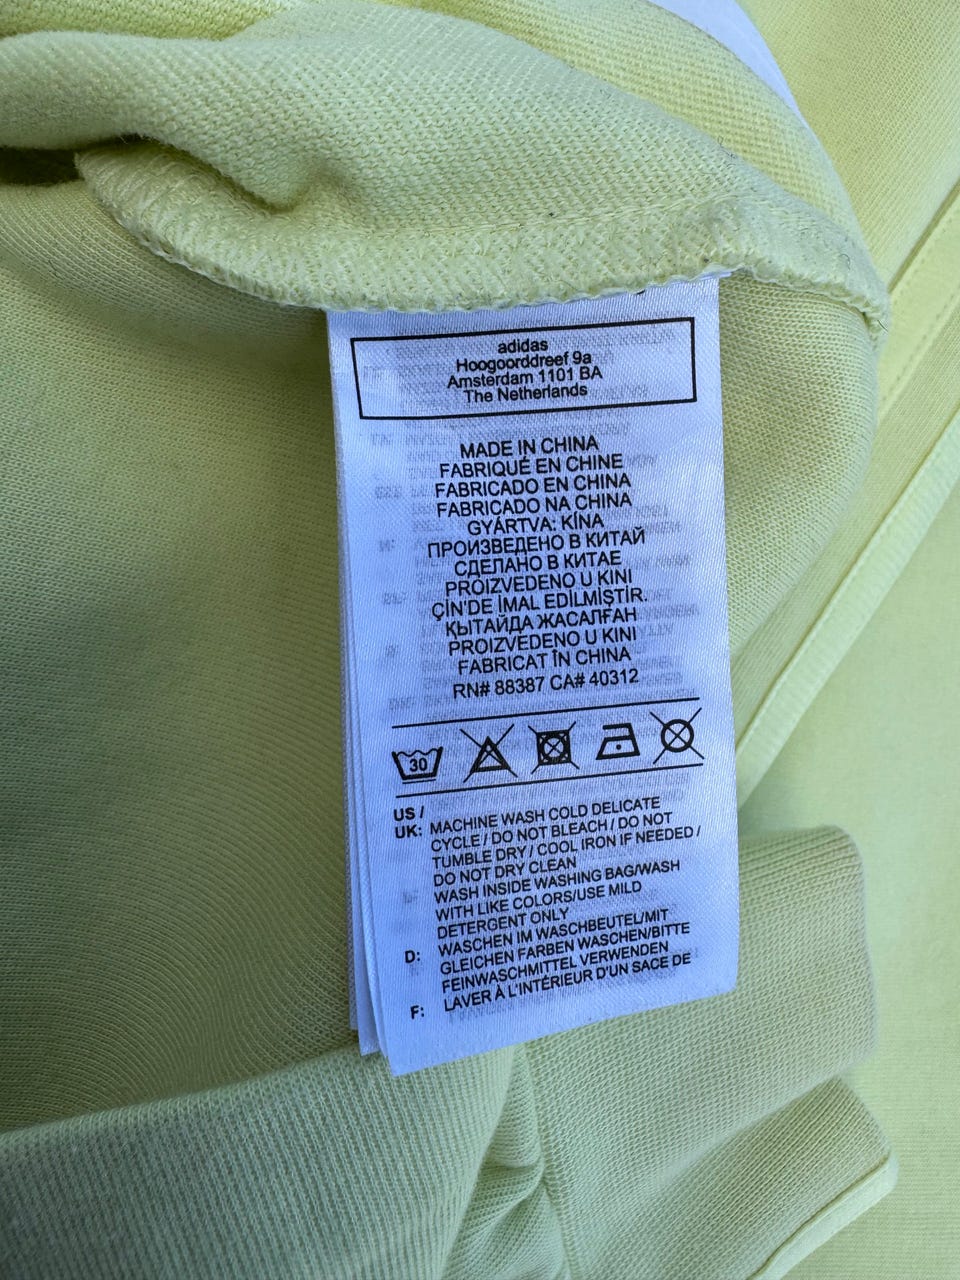 adidas
Hoogoorddreef 9a
Amsterdam 1101 BA
The Netherlands
MADE IN CHINA
FABRIQUÉ EN CHINE
FABRICADO EN CHINA
FABRICADO NA CHINA
GYÁRTVA: KÍNA
ПРОИЗВЕДЕНО В КИТАЙ
СДЕЛАНО В КИТАЕ
PROIZVEDENO U KINI
ÇİN'DE İMAL EDİLMİŞTİR.
ҚЫТАЙДА ЖАСАЛҒАН
PROIZVEDENO U KINI
FABRICAT ÎN CHINA
RN# 88387 CA# 40312
30
US /
UK: MACHINE WASH COLD DELICATE
CYCLE / DO NOT BLEACH / DO NOT
TUMBLE DRY / COOL IRON IF NEEDED /
DO NOT DRY CLEAN
WASH INSIDE WASHING BAG/WASH
WITH LIKE COLORS/USE MILD
DETERGENT ONLY
D: WASCHEN IM WASCHBEUTEL/MIT
GLEICHEN FARBEN WASCHEN/BITTE
FEINWASCHMITTEL VERWENDEN
F: LAVER À L'INTÉRIEUR D'UN SACE DE